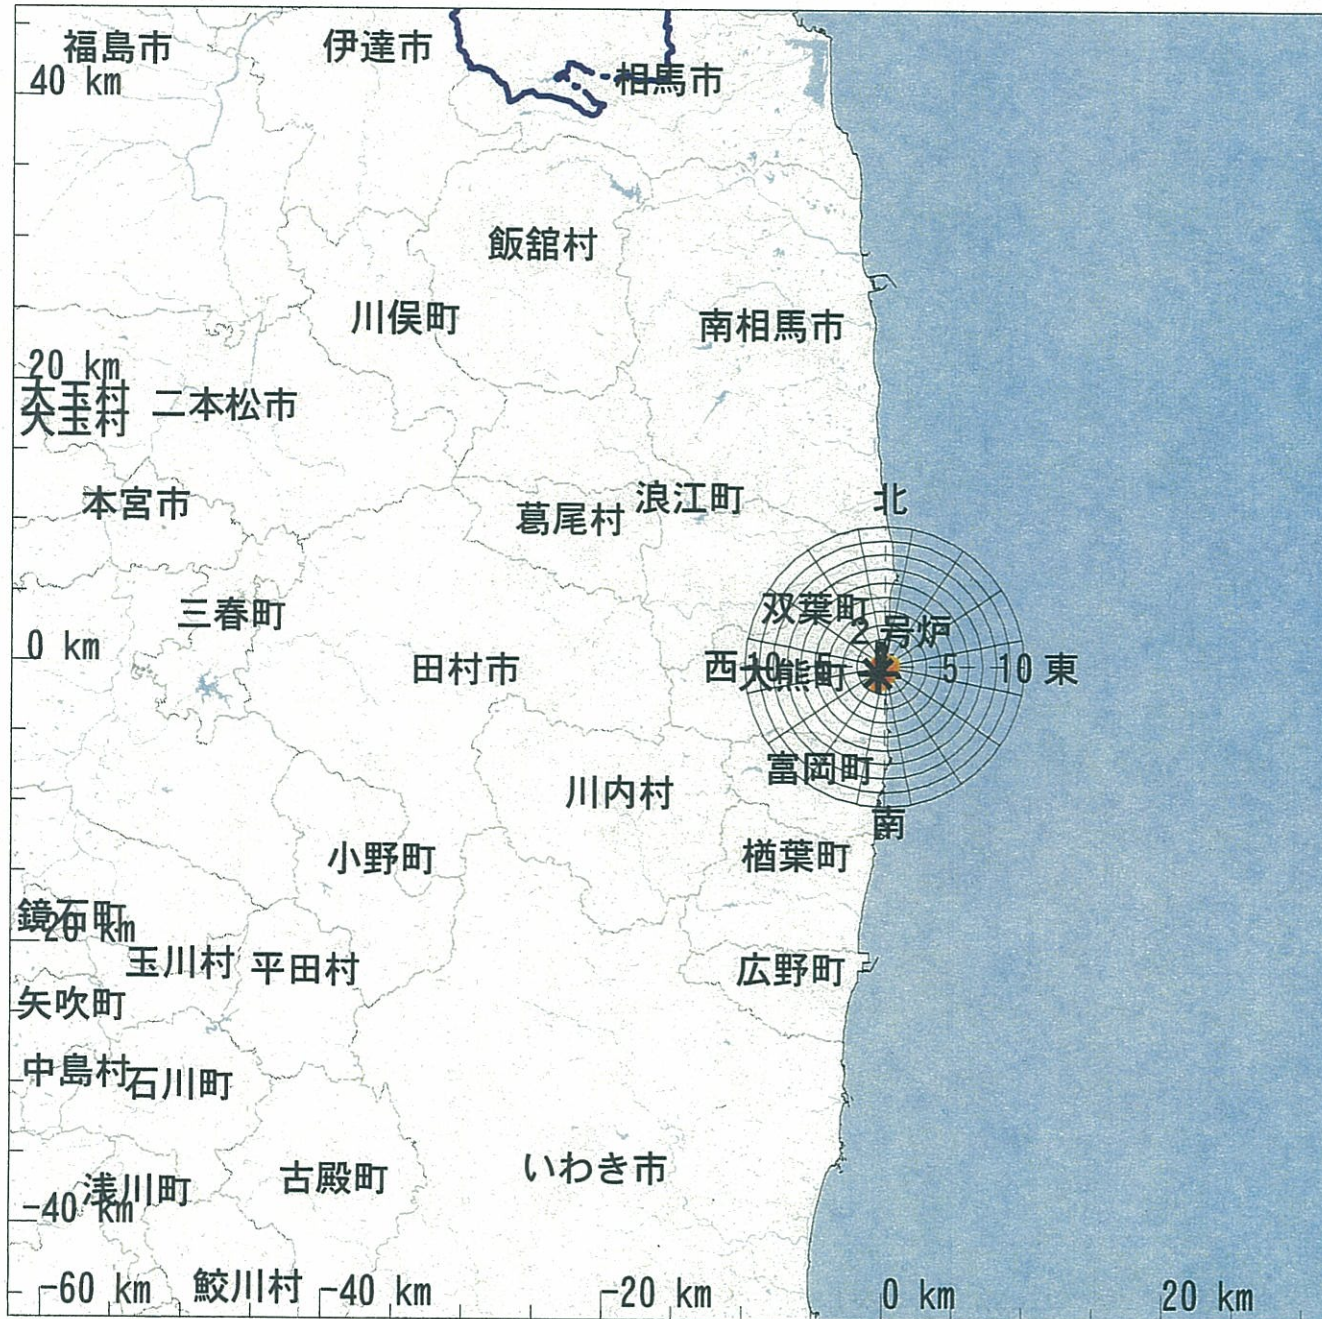 福島市 伊達市
40 km 相馬市
飯舘村
川俣町 南相馬市
20 km
大玉村 二本松市
大玉村
本宮市 葛尾村 浪江町 北
三春町 双葉町
2号炉
0 km 田村市 西 10 5 大熊町 5 10 東
川内村 富岡町
南
小野町 楢葉町
鏡石町
-20 km
玉川村 平田村 広野町
矢吹町
中島村 石川町
いわき市
浅川町 古殿町
-40 km
-60 km 鮫川村 -40 km -20 km 0 km 20 km